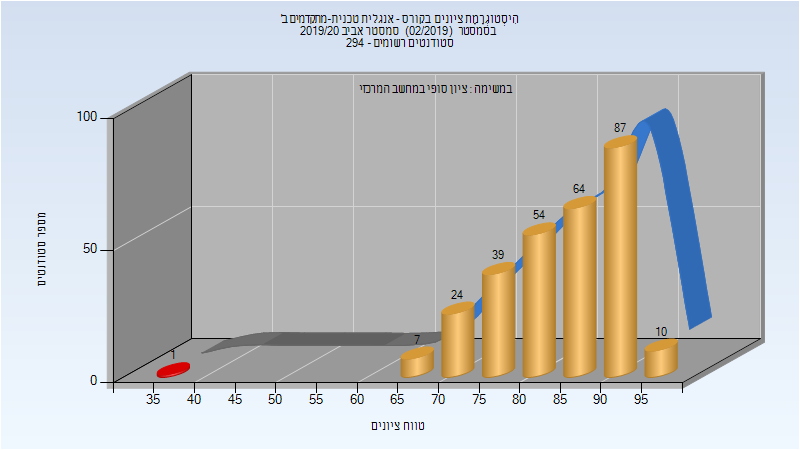 היסטוגרמת ציונים בקורס - אנגלית טכנית-מתקדמים ב'
בסמסטר (02/2019) סמסטר אביב 2019/20
סטודנטים רשומים - 294
במשימה : ציון סופי במחשב המרכזי
מספר סטודנטים
100
50
0
1
7
24
39
54
64
87
10
35 40 45 50 55 60 65 70 75 80 85 90 95
טווח ציונים